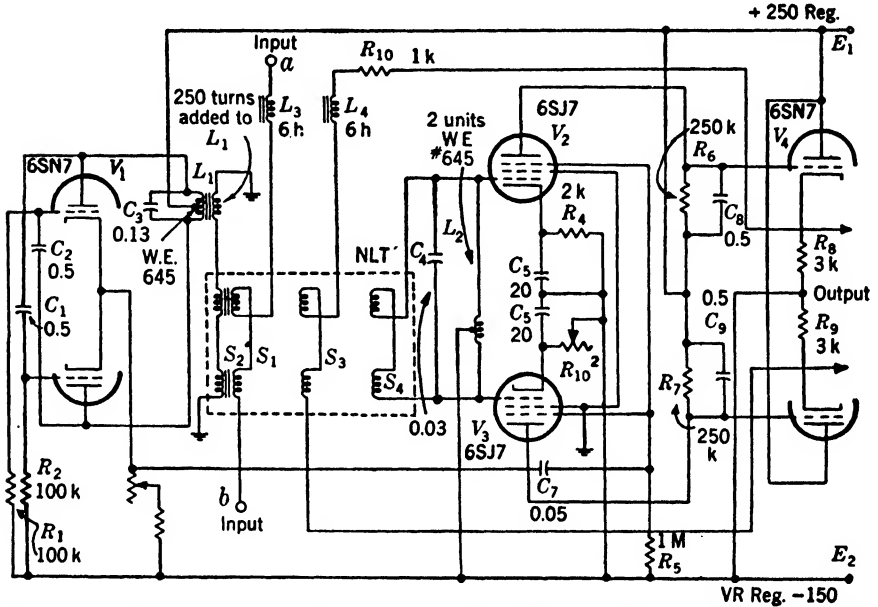 + 250 Reg.
E₁
Input
a
R₁₀ 1 k
250 turns
added to
L₁
L₃
6 h
L₄
6 h
2 units
W E
#645
6SJ7
V₂
250 k
R₆
6SN7
V₄
6SN7
V₁
L₁
C₃
0.13
W.E.
645
C₂
0.5
C₁
0.5
NLT
C₄
L₂
2 k
R₄
C₅
20
C₅
20
C₈
0.5
R₈
3 k
Output
0.5
C₉
R₉
3 k
S₂
S₁
S₃
S₄
R₁₀ 2
R₇
0.03
V₃
6SJ7
250
k
R₂
100 k
b
Input
C₇
0.05
R₁
100 k
1 M
R₅
E₂
VR Reg. -150